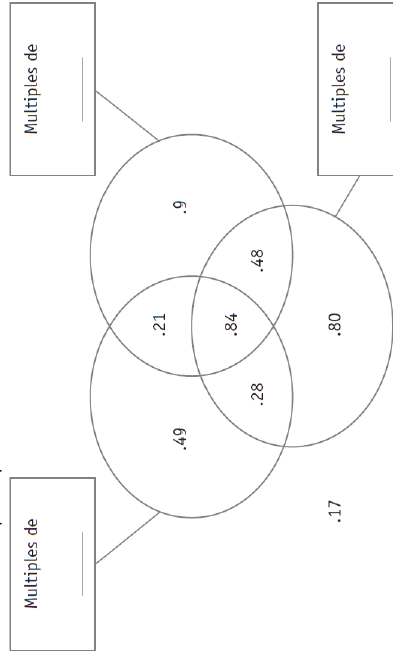 Multiples de
Multiples de
.21
.49
.9
.84
.28
.48
.17
.80
Multiples de